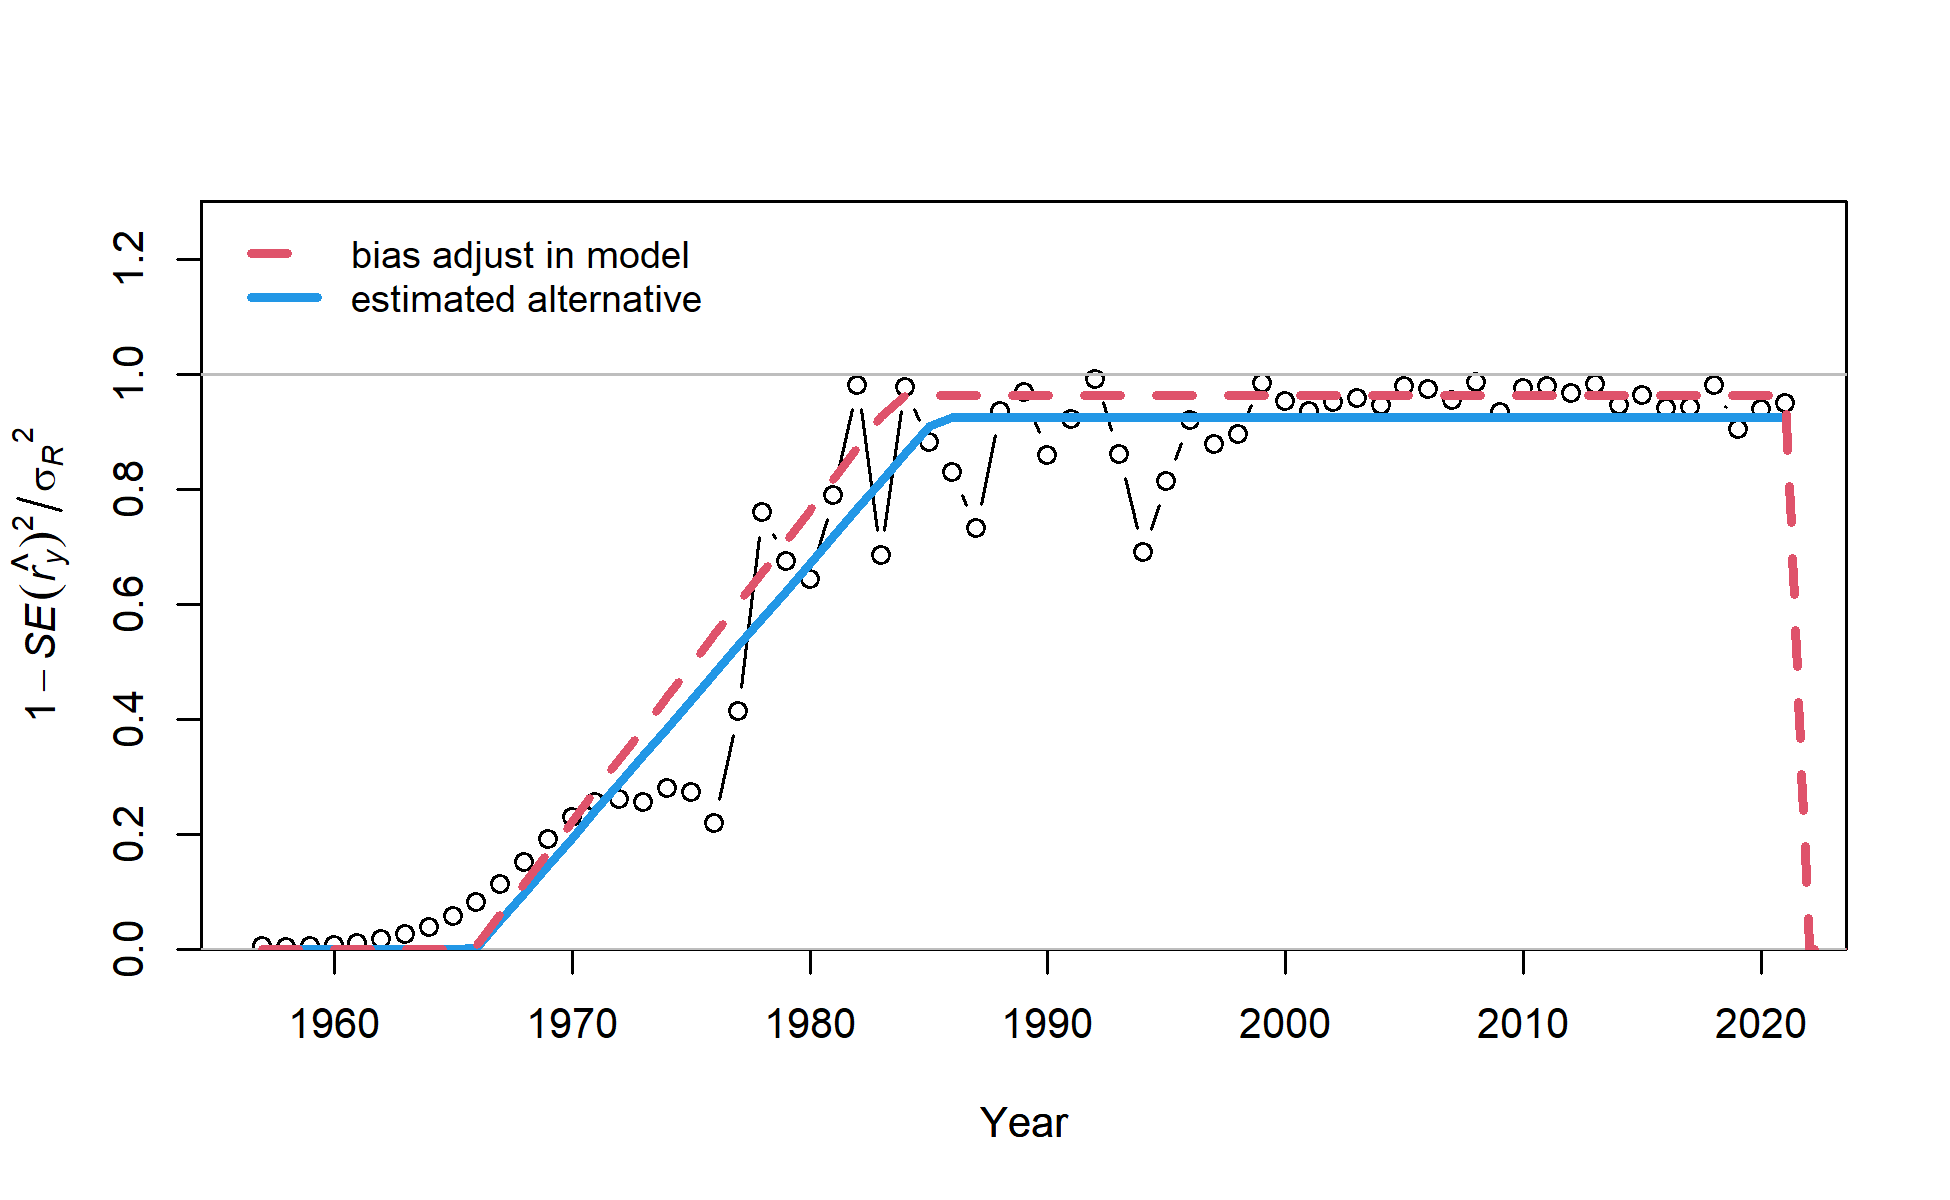 bias adjust in model
estimated alternative
1 − SE(r̂y)² / σR²
1.2
1.0
0.8
0.6
0.4
0.2
0.0
1960 1970 1980 1990 2000 2010 2020
Year